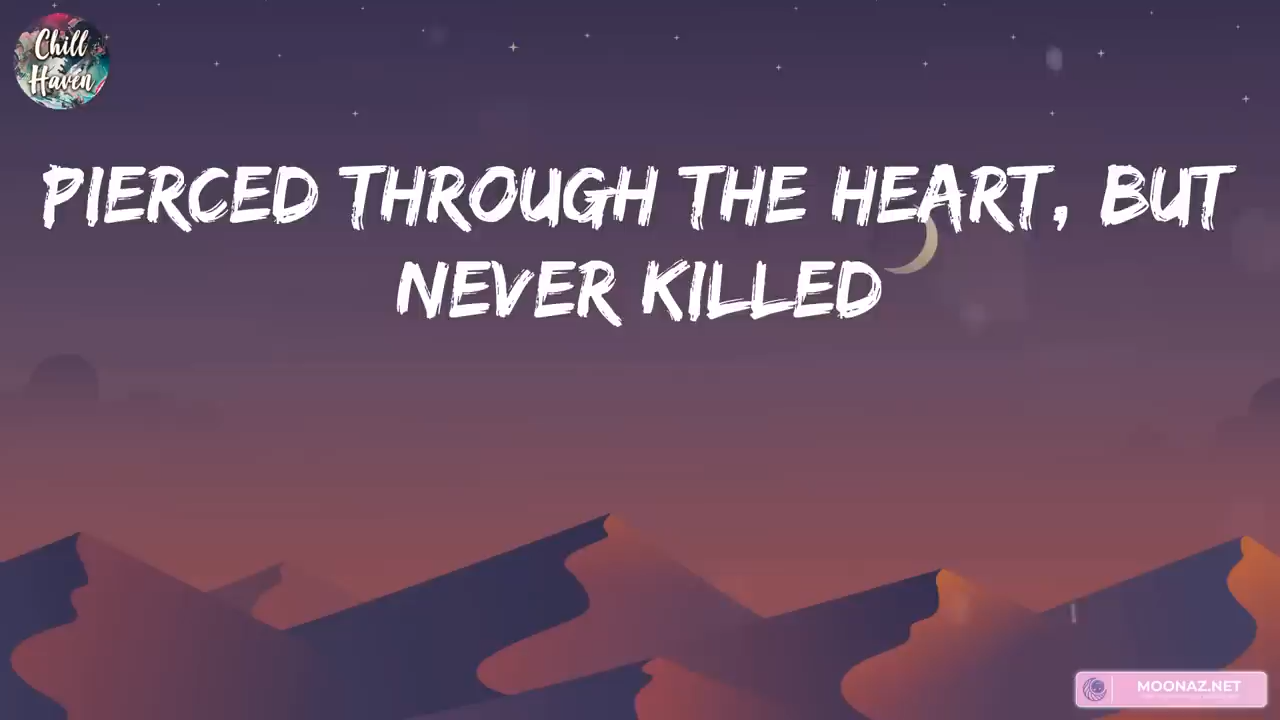 Chill
Haven
PIERCED THROUGH THE HEART, BUT
NEVER KILLED
MOONAZ.NET